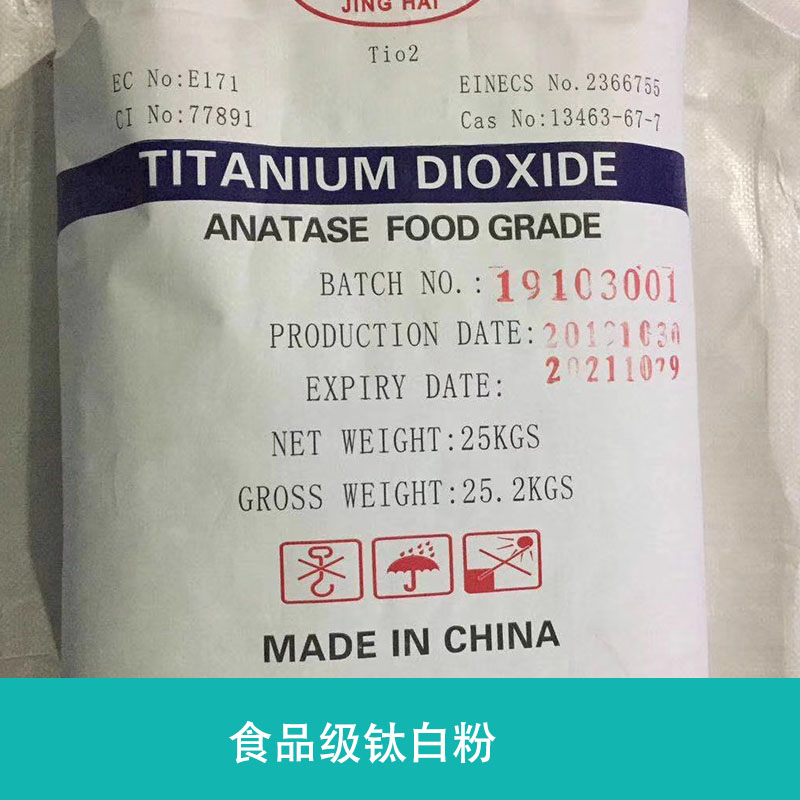 JING HAI
Tio2
EC No:E171
EINECS No.2366755
CI No:77891
Cas No:13463-67-7
TITANIUM DIOXIDE
ANATASE FOOD GRADE
BATCH NO.:19103001
PRODUCTION DATE:20191030
EXPIRY DATE: 20211029
NET WEIGHT:25KGS
GROSS WEIGHT:25.2KGS
MADE IN CHINA
食品级钛白粉